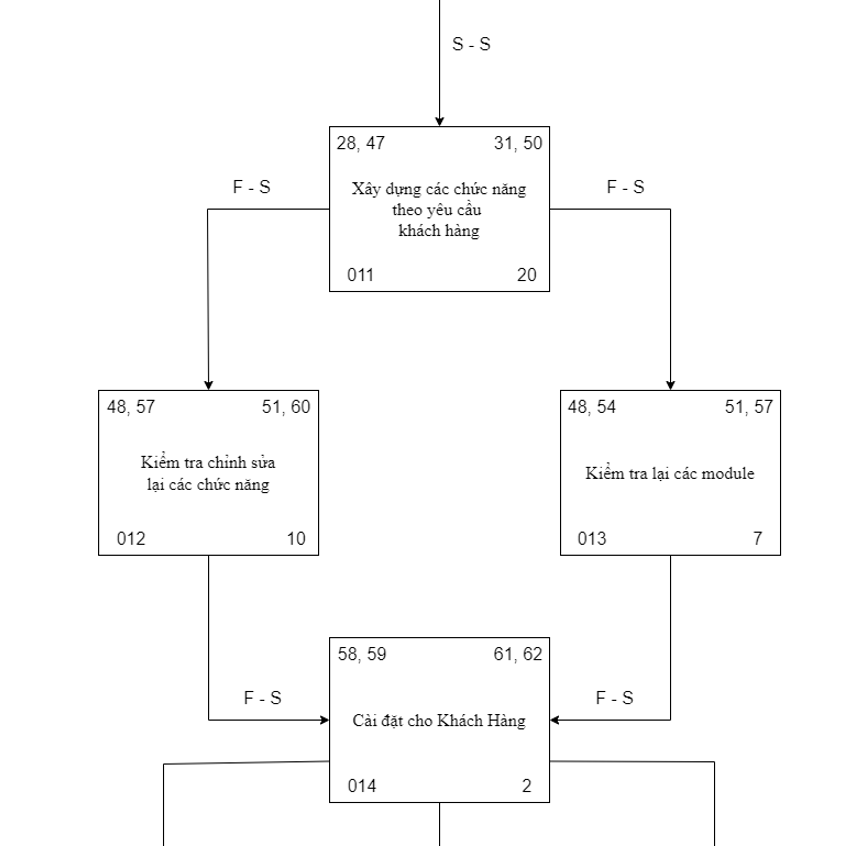 S - S
28, 47
31, 50
Xây dựng các chức năng
theo yêu cầu
khách hàng
011
20
F - S
F - S
48, 57
51, 60
Kiểm tra chỉnh sửa
lại các chức năng
012
10
48, 54
51, 57
Kiểm tra lại các module
013
7
F - S
F - S
58, 59
61, 62
Cài đặt cho Khách Hàng
014
2